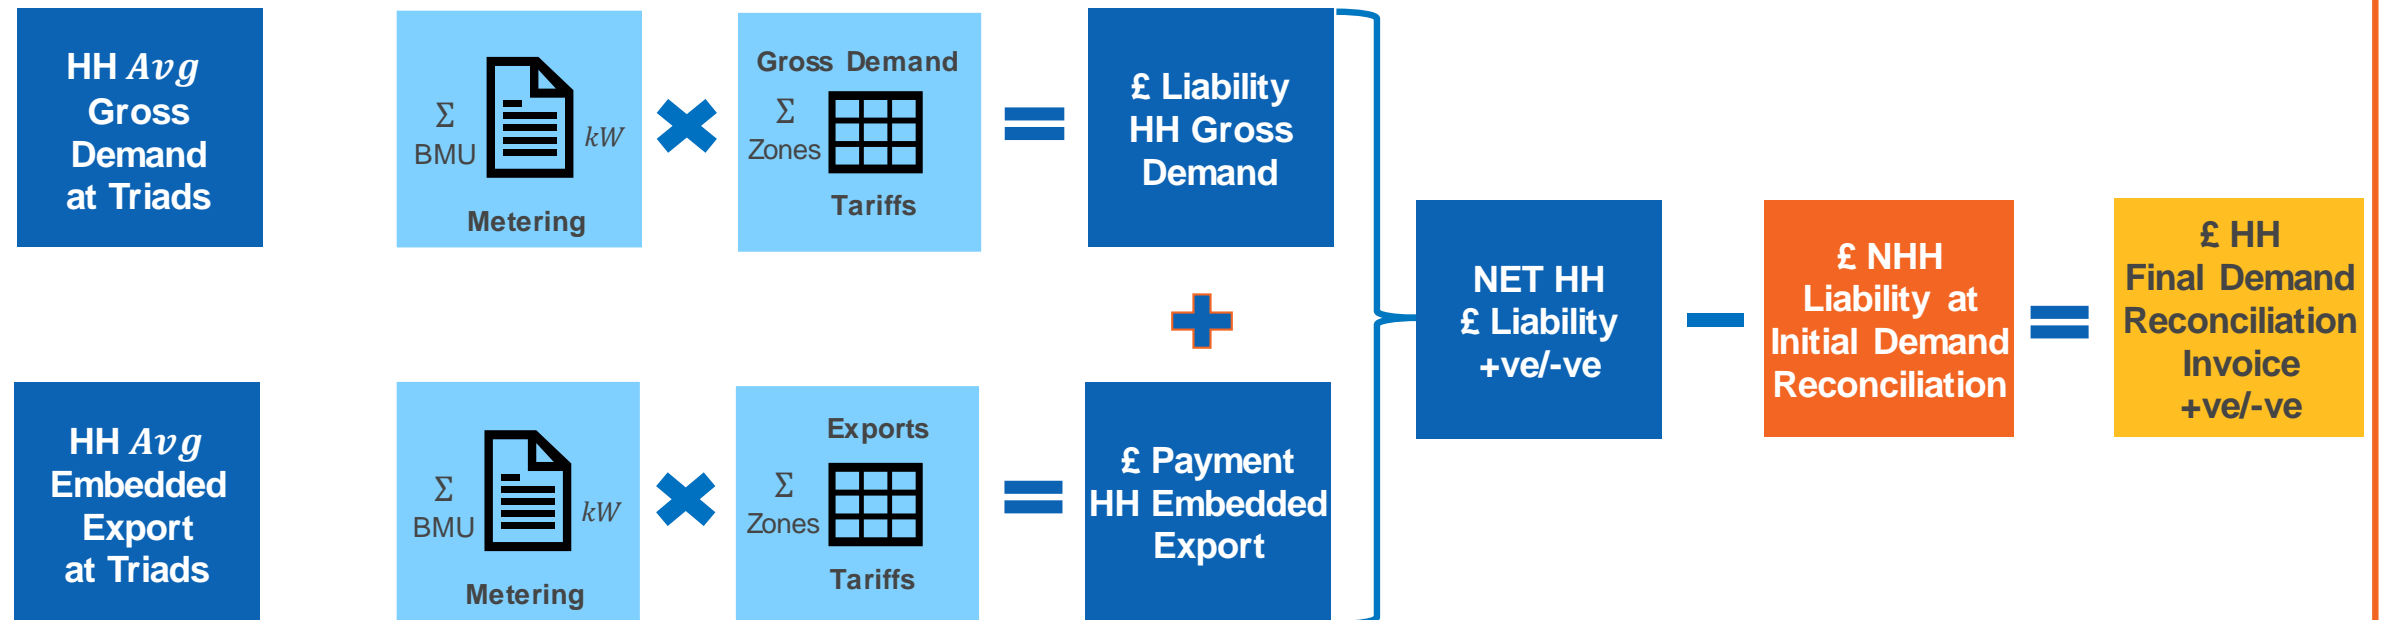 HH Avg
Gross
Demand
at Triads
Σ
BMU
kW
Metering
Gross Demand
Σ
Zones
Tariffs
£ Liability
HH Gross
Demand
HH Avg
Embedded
Export
at Triads
Σ
BMU
kW
Metering
Exports
Σ
Zones
Tariffs
£ Payment
HH Embedded
Export
NET HH
£ Liability
+ve/-ve
£ NHH
Liability at
Initial Demand
Reconciliation
£ HH
Final Demand
Reconciliation
Invoice
+ve/-ve